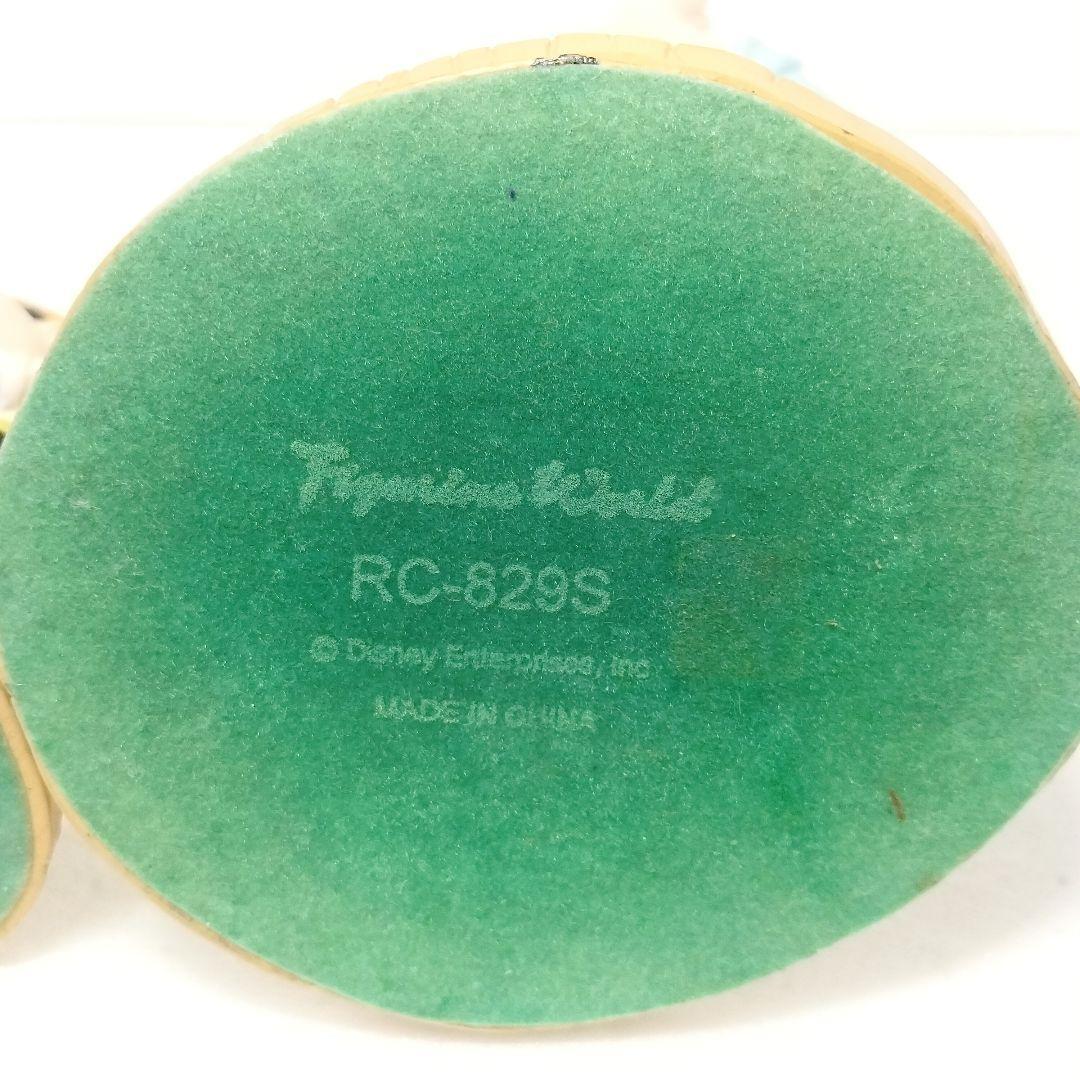 Figurine World
RC-829S
© Disney Enterprises, Inc
MADE IN CHINA